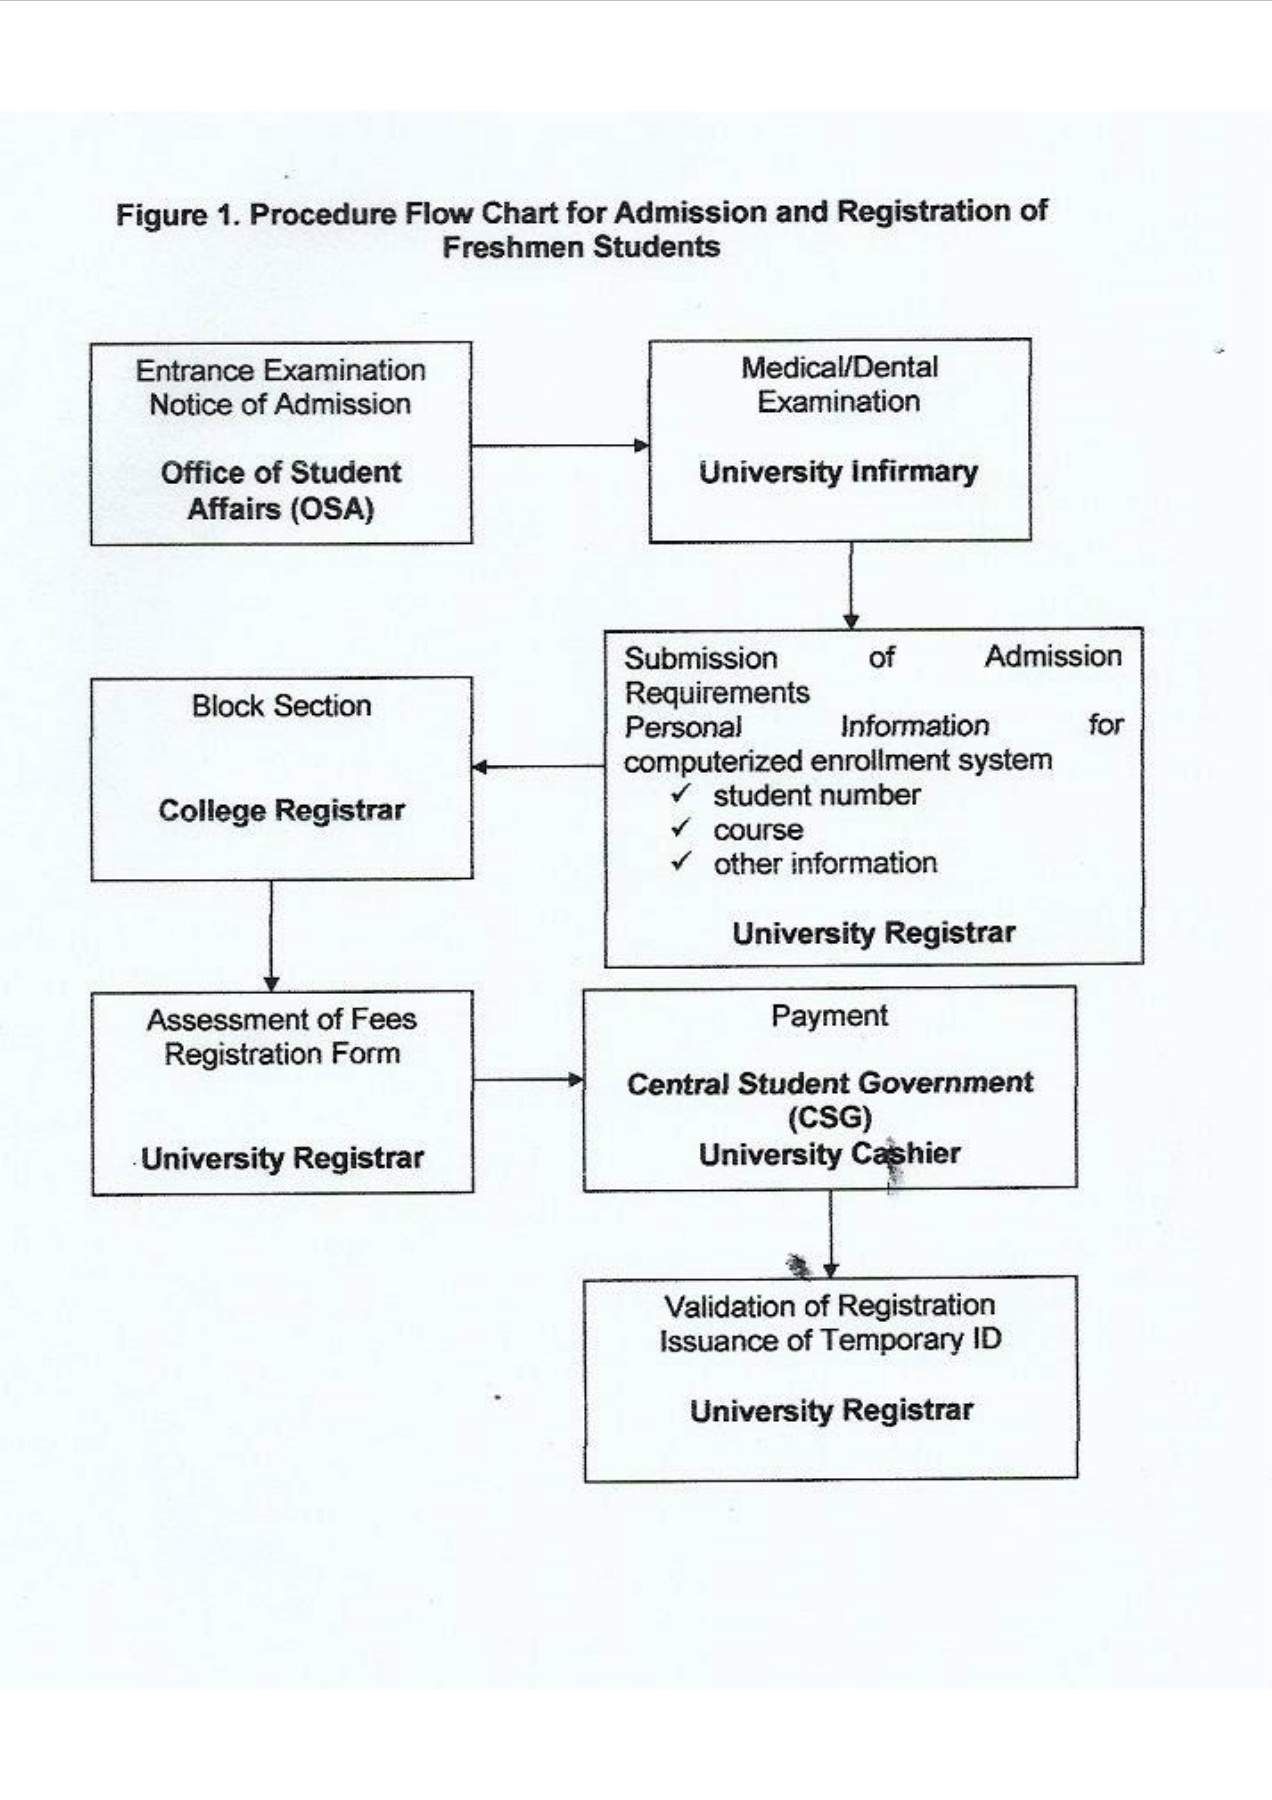 Figure 1. Procedure Flow Chart for Admission and Registration of
Freshmen Students
Entrance Examination
Notice of Admission
Office of Student
Affairs (OSA)
Medical/Dental
Examination
University Infirmary
Submission of Admission
Requirements
Personal Information for
computerized enrollment system
✓ student number
✓ course
✓ other information
University Registrar
Block Section
College Registrar
Assessment of Fees
Registration Form
University Registrar
Payment
Central Student Government
(CSG)
University Cashier
Validation of Registration
Issuance of Temporary ID
University Registrar